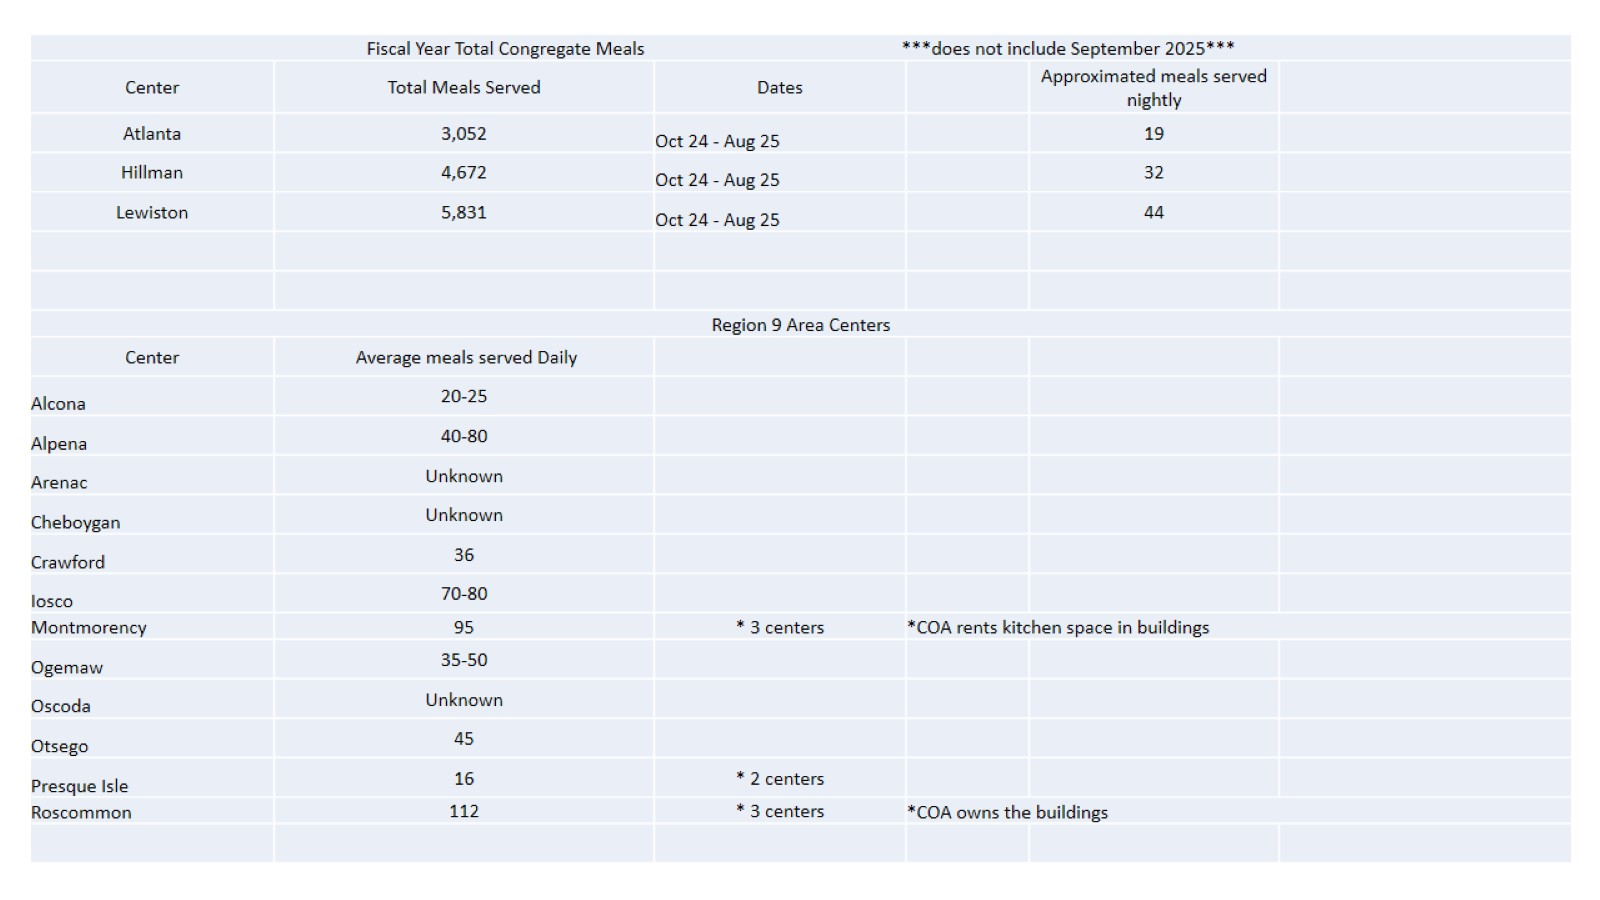 Fiscal Year Total Congregate Meals ***does not include September 2025***
Center Total Meals Served Dates Approximated meals served
nightly
Atlanta 3,052 Oct 24 - Aug 25 19
Hillman 4,672 Oct 24 - Aug 25 32
Lewiston 5,831 Oct 24 - Aug 25 44
Region 9 Area Centers
Center Average meals served Daily
Alcona 20-25
Alpena 40-80
Arenac Unknown
Cheboygan Unknown
Crawford 36
Iosco 70-80
Montmorency 95 * 3 centers *COA rents kitchen space in buildings
Ogemaw 35-50
Oscoda Unknown
Otsego 45
Presque Isle 16 * 2 centers
Roscommon 112 * 3 centers *COA owns the buildings